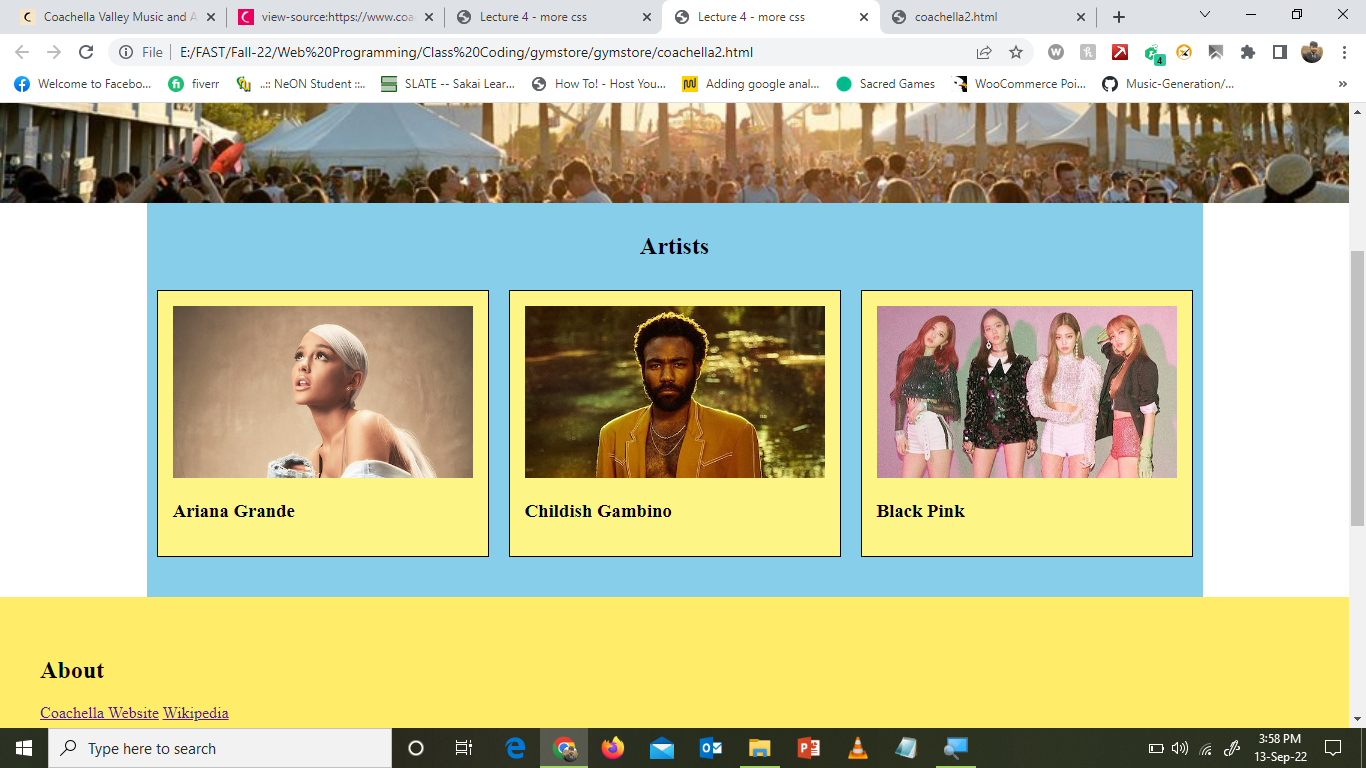 Coachella Valley Music and A
view-source:https://www.coa
Lecture 4 - more css
Lecture 4 - more css
coachella2.html
File | E:/FAST/Fall-22/Web%20Programming/Class%20Coding/gymstore/gymstore/coachella2.html
4
Welcome to Facebo...
fiverr
..:: NeON Student ::..
SLATE -- Sakai Lear...
How To! - Host You...
Adding google anal...
Sacred Games
WooCommerce Poi...
Music-Generation/...
»
Artists
Ariana Grande
Childish Gambino
Black Pink
About
Coachella Website Wikipedia
Type here to search
3:58 PM
13-Sep-22